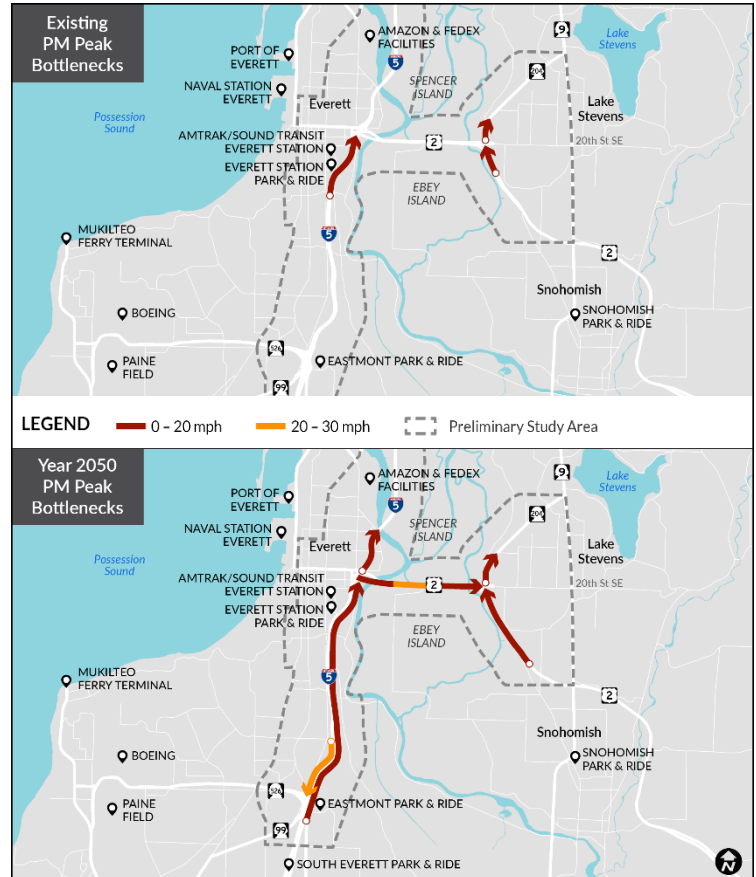 Existing
PM Peak
Bottlenecks
AMAZON & FEDEX
FACILITIES
9
Lake
Stevens
PORT OF
EVERETT
5
204
SPENCER
ISLAND
NAVAL STATION
EVERETT
Everett
Lake
Stevens
Possession
Sound
AMTRAK/SOUND TRANSIT
EVERETT STATION
2
20th St SE
EVERETT STATION
PARK & RIDE
EBEY
ISLAND
5
MUKILTEO
FERRY TERMINAL
2
Snohomish
BOEING
SNOHOMISH
PARK & RIDE
526
PAINE
FIELD
EASTMONT PARK & RIDE
99
LEGEND
0 – 20 mph
20 – 30 mph
Preliminary Study Area
Year 2050
PM Peak
Bottlenecks
AMAZON & FEDEX
FACILITIES
9
Lake
Stevens
PORT OF
EVERETT
5
204
SPENCER
ISLAND
NAVAL STATION
EVERETT
Everett
Lake
Stevens
Possession
Sound
AMTRAK/SOUND TRANSIT
EVERETT STATION
2
20th St SE
EVERETT STATION
PARK & RIDE
EBEY
ISLAND
5
MUKILTEO
FERRY TERMINAL
2
Snohomish
BOEING
SNOHOMISH
PARK & RIDE
526
PAINE
FIELD
EASTMONT PARK & RIDE
99
SOUTH EVERETT PARK & RIDE
N